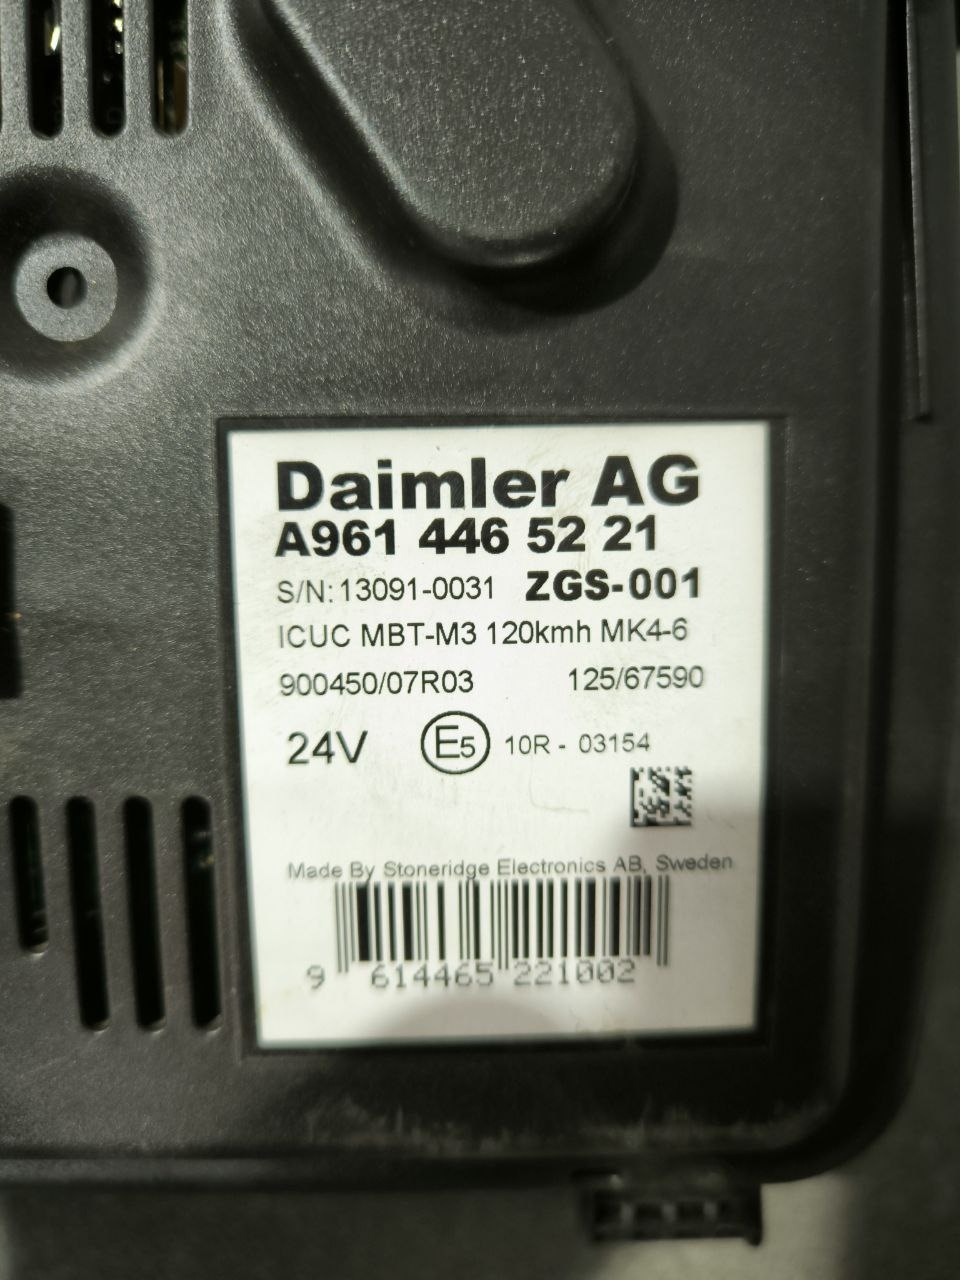 Daimler AG
A961 446 52 21
S/N: 13091-0031 ZGS-001
ICUC MBT-M3 120kmh MK4-6
900450/07R03 125/67590
24V E5 10R - 03154
Made By Stoneridge Electronics AB, Sweden
9 614465 221002